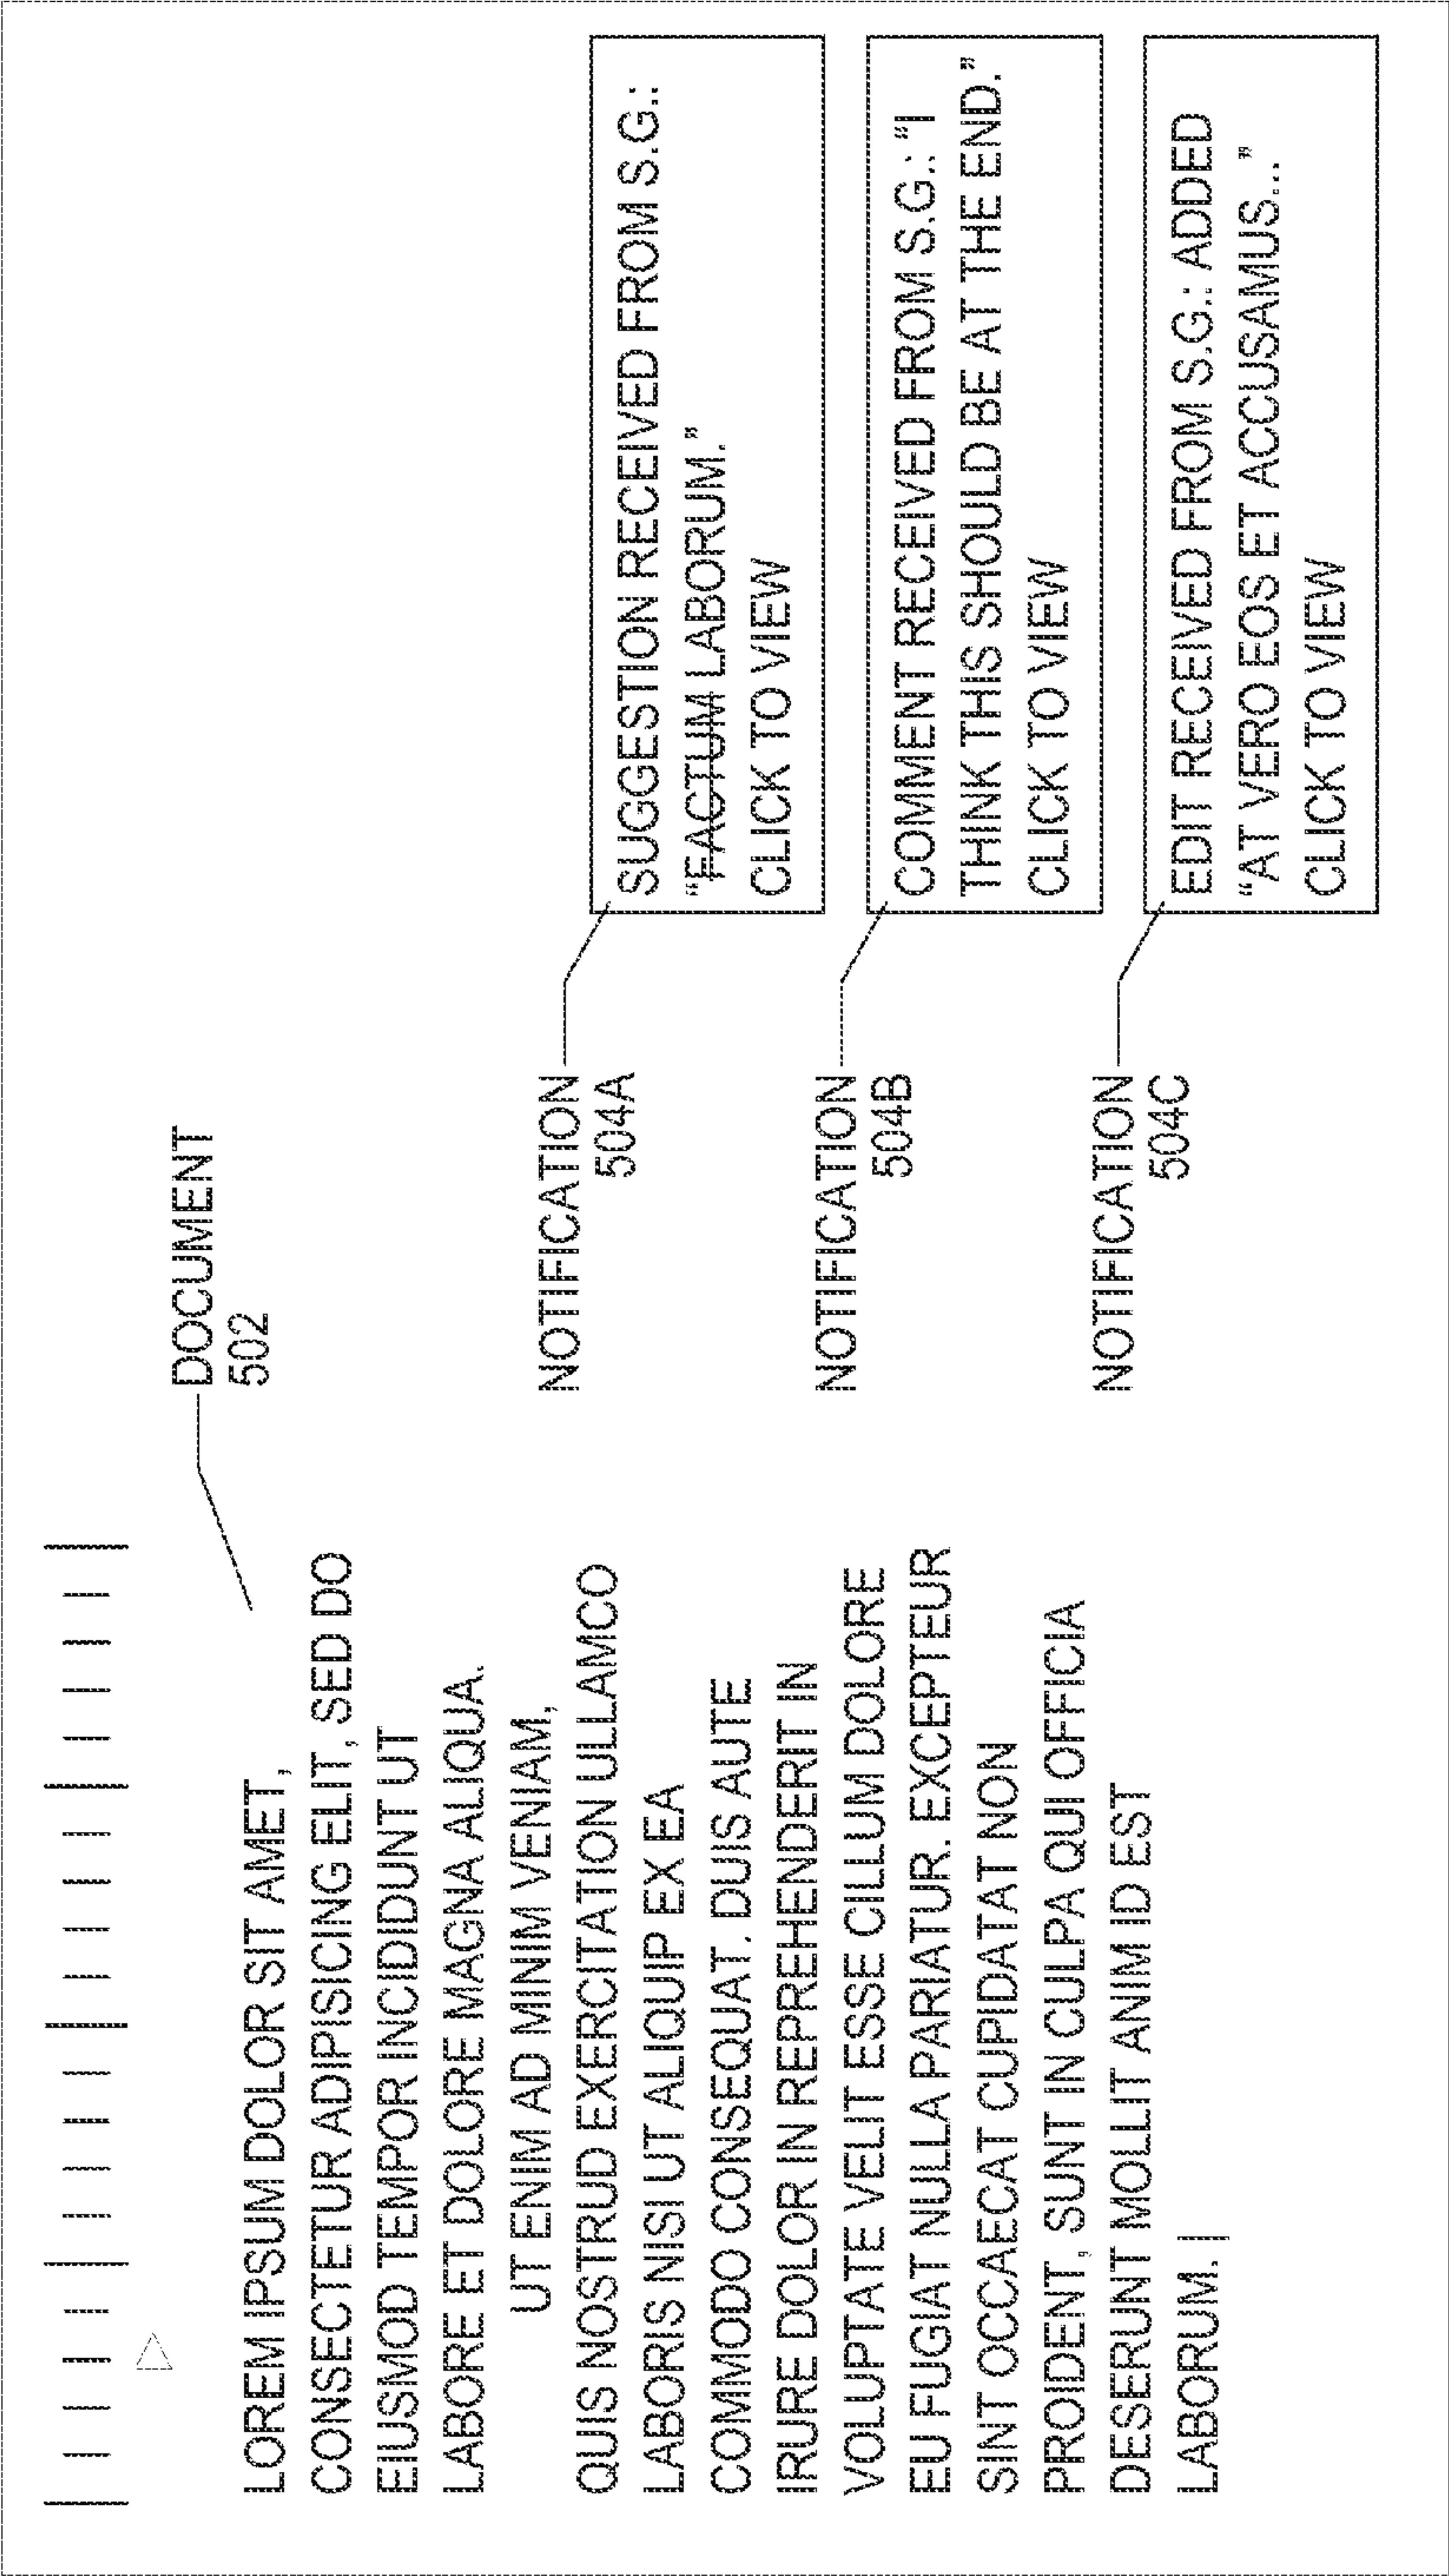 DOCUMENT
502
LOREM IPSUM DOLOR SIT AMET,
CONSECTETUR ADIPISICING ELIT, SED DO
EIUSMOD TEMPOR INCIDIDUNT UT
LABORE ET DOLORE MAGNA ALIQUA.
UT ENIM AD MINIM VENIAM,
QUIS NOSTRUD EXERCITATION ULLAMCO
LABORIS NISI UT ALIQUIP EX EA
COMMODO CONSEQUAT. DUIS AUTE
IRURE DOLOR IN REPREHENDERIT IN
VOLUPTATE VELIT ESSE CILLUM DOLORE
EU FUGIAT NULLA PARIATUR. EXCEPTEUR
SINT OCCAECAT CUPIDATAT NON
PROIDENT, SUNT IN CULPA QUI OFFICIA
DESERUNT MOLLIT ANIM ID EST
LABORUM.
NOTIFICATION
504A
SUGGESTION RECEIVED FROM S.G.:
“FACTUM LABORUM.”
CLICK TO VIEW
NOTIFICATION
504B
COMMENT RECEIVED FROM S.G.: “I
THINK THIS SHOULD BE AT THE END.”
CLICK TO VIEW
NOTIFICATION
504C
EDIT RECEIVED FROM S.G.: ADDED
“AT VERO EOS ET ACCUSAMUS...”
CLICK TO VIEW